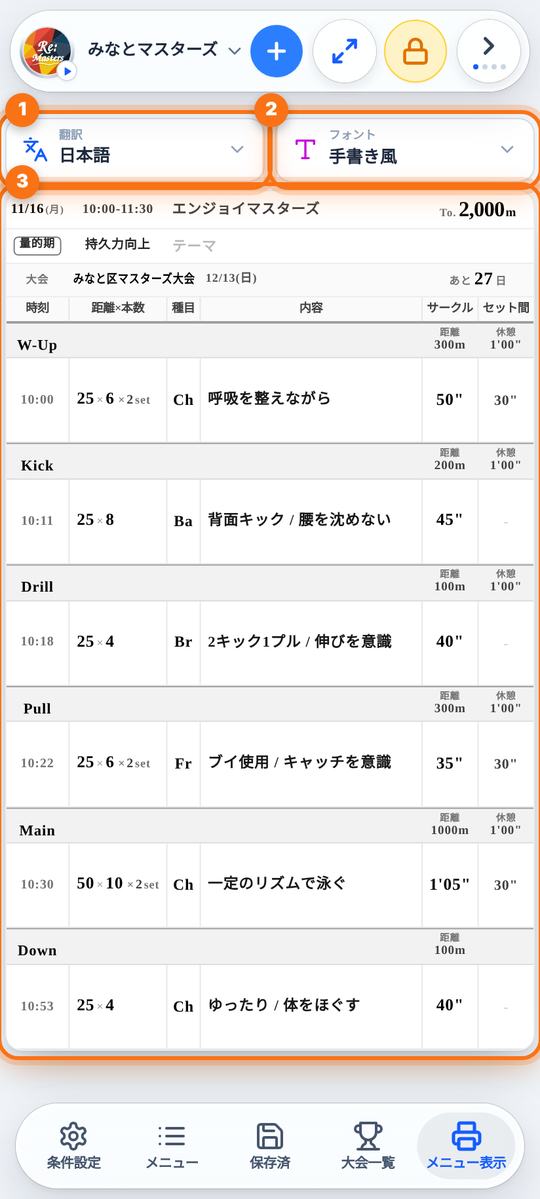 Re:
Masters
みなとマスターズ
1
2
翻訳
日本語
フォント
手書き風
3
11/16(月) 10:00-11:30 エンジョイマスターズ To. 2,000m
量的期 持久力向上 テーマ
大会 みなと区マスターズ大会 12/13(日) あと 27 日
時刻 距離×本数 種目 内容 サークル セット間
W-Up 距離 300m 休憩 1'00"
10:00 25×6×2set Ch 呼吸を整えながら 50" 30"
Kick 距離 200m 休憩 1'00"
10:11 25×8 Ba 背面キック / 腰を沈めない 45" -
Drill 距離 100m 休憩 1'00"
10:18 25×4 Br 2キック1プル / 伸びを意識 40" -
Pull 距離 300m 休憩 1'00"
10:22 25×6×2set Fr ブイ使用 / キャッチを意識 35" 30"
Main 距離 1000m 休憩 1'00"
10:30 50×10×2set Ch 一定のリズムで泳ぐ 1'05" 30"
Down 距離 100m
10:53 25×4 Ch ゆったり / 体をほぐす 40" -
条件設定 メニュー 保存済 大会一覧 メニュー表示